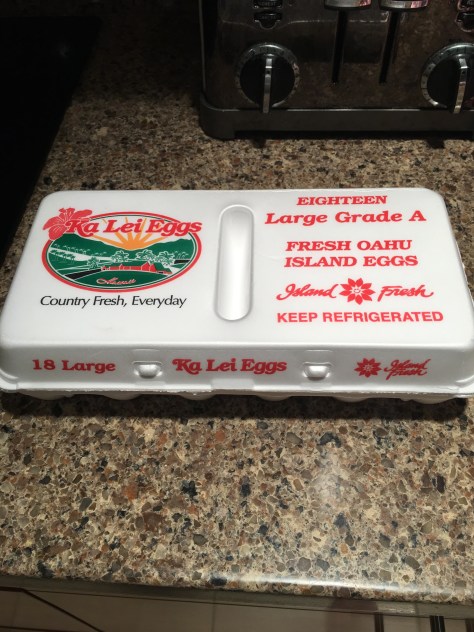 Ka Lei Eggs
Country Fresh, Everyday
EIGHTEEN
Large Grade A
FRESH OAHU
ISLAND EGGS
Island Fresh
KEEP REFRIGERATED
18 Large
Ka Lei Eggs
Island
Fresh